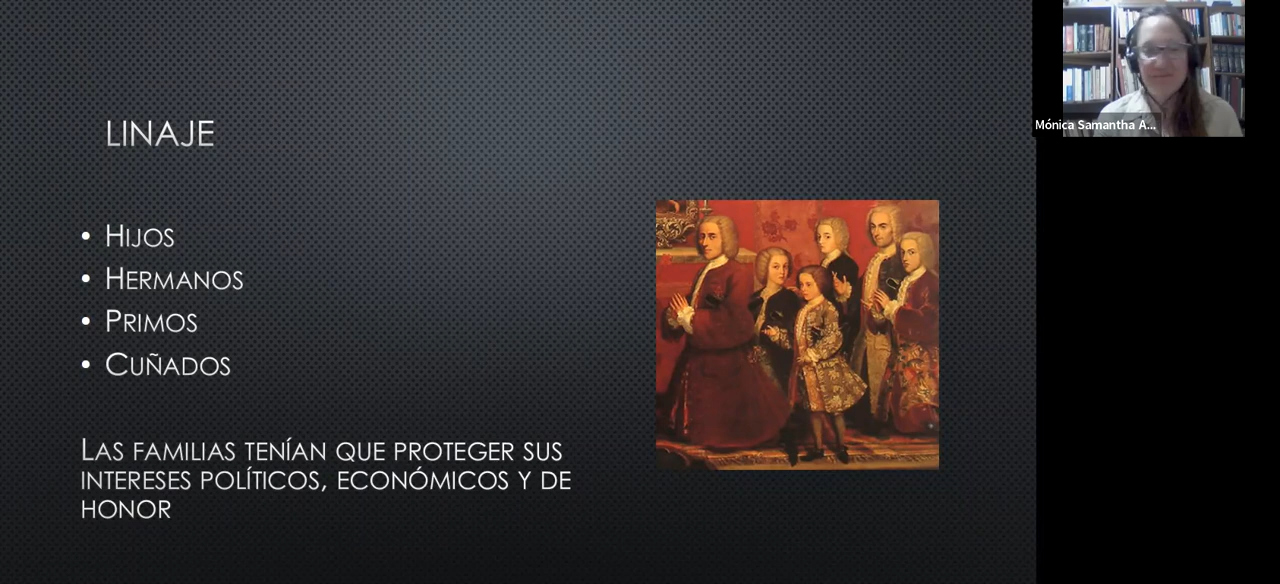 LINAJE
• HIJOS
• HERMANOS
• PRIMOS
• CUÑADOS
LAS FAMILIAS TENÍAN QUE PROTEGER SUS
INTERESES POLÍTICOS, ECONÓMICOS Y DE
HONOR
Mónica Samantha A...